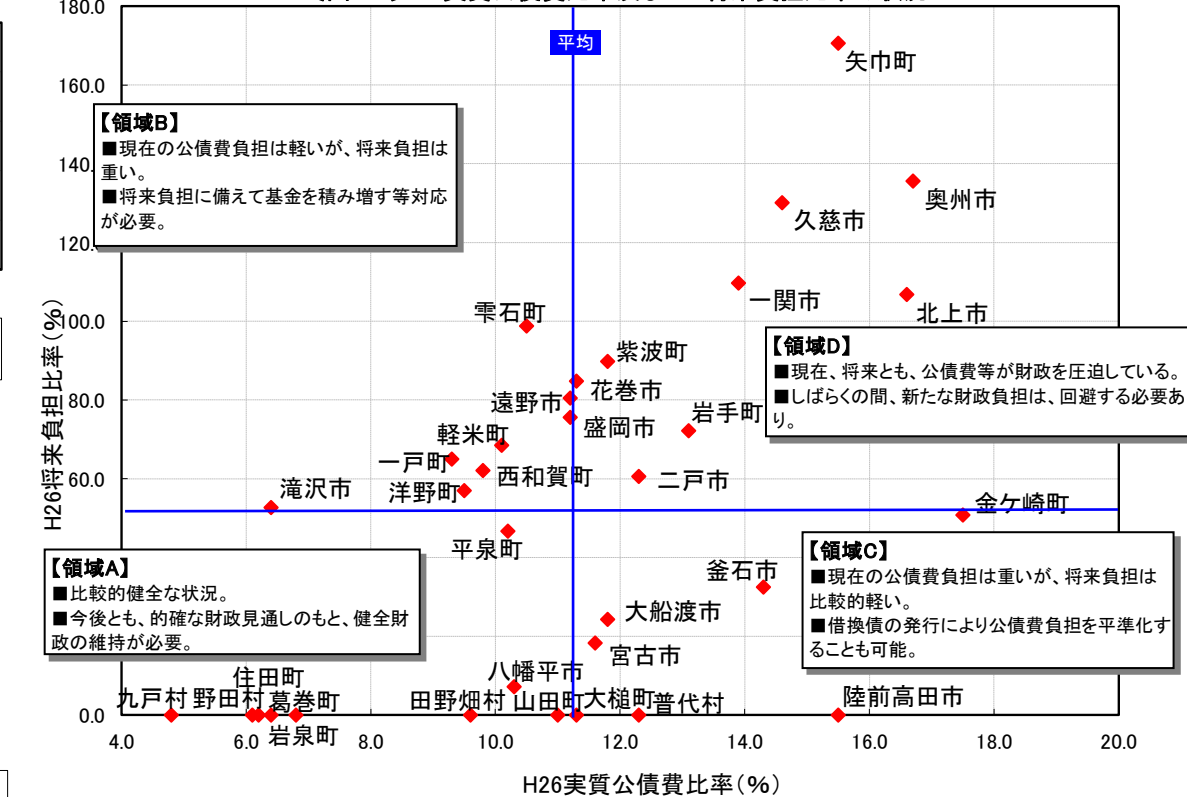 180.0
平均
160.0
矢巾町
【領域B】
■現在の公債費負担は軽いが、将来負担は
重い。
■将来負担に備えて基金を積み増す等対応
が必要。
140.
奥州市
久慈市
120.
一関市
北上市
雫石町
100.0
【領域D】
■現在、将来とも、公債費等が財政を圧迫している。
■しばらくの間、新たな財政負担は、回避する必要あ
り。
紫波町
花巻市
遠野市
80.0
盛岡市
岩手町
軽米町
一戸町
西和賀町
洋野町
二戸市
60.0
滝沢市
金ケ崎町
H26将来負担比率(%)
平泉町
【領域A】
■比較的健全な状況。
■今後とも、的確な財政見通しのもと、健全財
政の維持が必要。
【領域C】
■現在の公債費負担は重いが、将来負担は
比較的軽い。
■借換債の発行により公債費負担を平準化す
ることも可能。
釜石市
大船渡市
宮古市
八幡平市
住田町
九戸村 野田村 葛巻町
岩泉町
田野畑村 山田町 大槌町 普代村
陸前高田市
0.0
4.0 6.0 8.0 10.0 12.0 14.0 16.0 18.0 20.0
H26実質公債費比率(%)